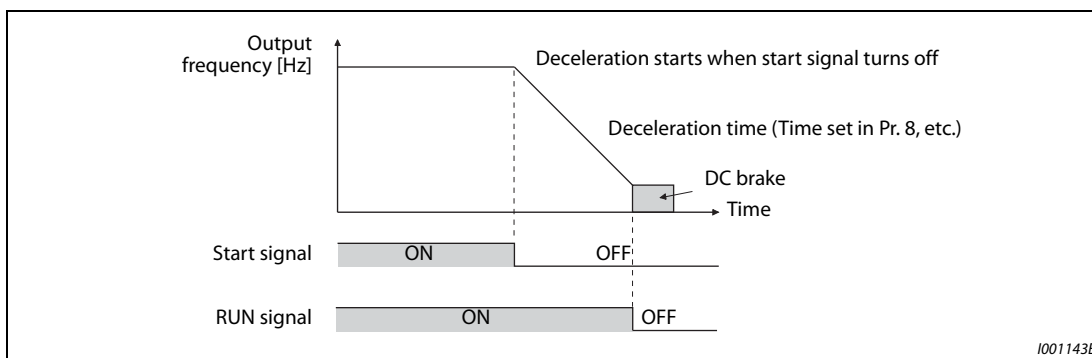 Output
frequency [Hz]
Deceleration starts when start signal turns off
Deceleration time (Time set in Pr. 8, etc.)
DC brake
Time
Start signal
ON
OFF
RUN signal
ON
OFF
I001143E